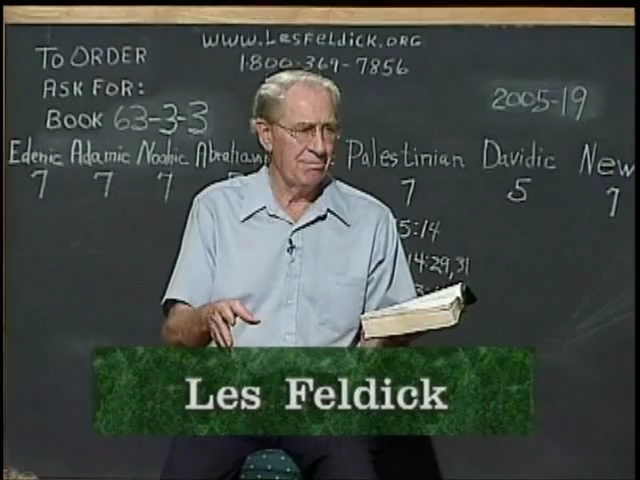 www.LesFeldick.org
1-800-369-7856
TO ORDER
ASK FOR:
BOOK 63-3-3
2005-19
Edenic Adamic Noahic Palestinian Davidic New
7 7 7 7 5 1
5:14
14:29,31
Les Feldick